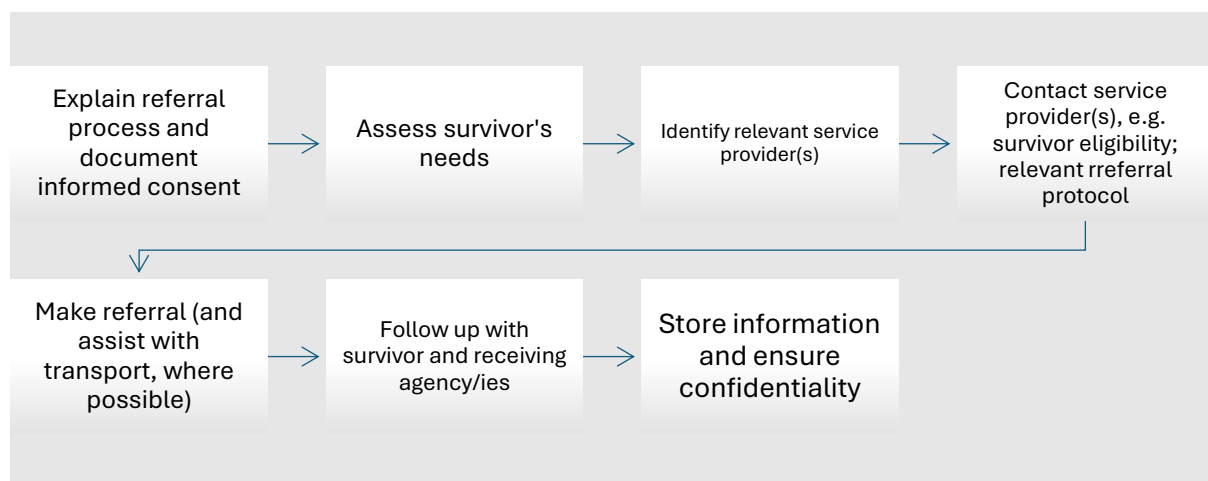 Explain referral
process and
document
informed consent
Assess survivor's
needs
Identify relevant service
provider(s)
Contact service
provider(s), e.g.
survivor eligibility;
relevant rreferral
protocol
Make referral (and
assist with
transport, where
possible)
Follow up with
survivor and receiving
agency/ies
Store information
and ensure
confidentiality